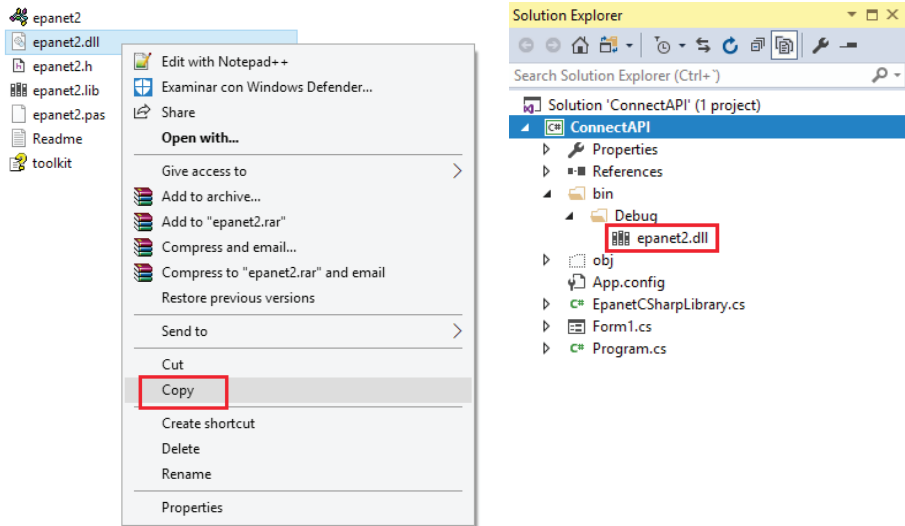 epanet2
epanet2.dll
epanet2.h
epanet2.lib
epanet2.pas
Readme
toolkit
Edit with Notepad++
Examinar con Windows Defender...
Share
Open with...
Give access to
Add to archive...
Add to "epanet2.rar"
Compress and email...
Compress to "epanet2.rar" and email
Restore previous versions
Send to
Cut
Copy
Create shortcut
Delete
Rename
Properties
Solution Explorer
Search Solution Explorer (Ctrl+`)
Solution 'ConnectAPI' (1 project)
C# ConnectAPI
Properties
References
bin
Debug
epanet2.dll
obj
App.config
C# EpanetCSharpLibrary.cs
Form1.cs
C# Program.cs